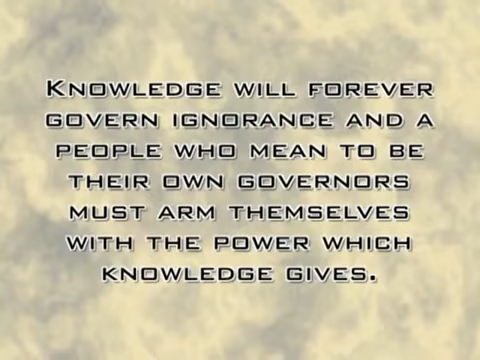 Knowledge will forever
govern ignorance and a
people who mean to be
their own governors
must arm themselves
with the power which
knowledge gives.